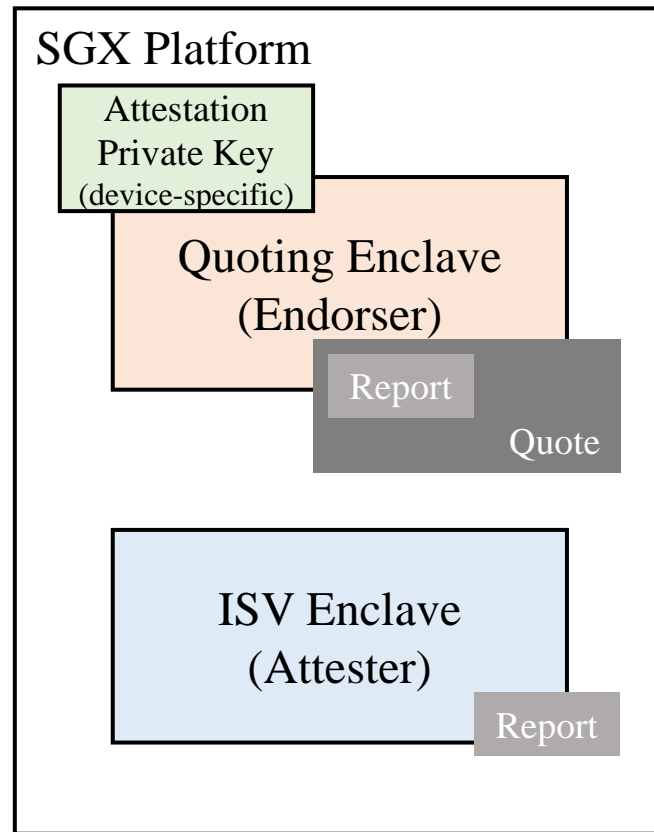 SGX Platform
Attestation
Private Key
(device-specific)
Quoting Enclave
(Endorser)
Report
Quote
ISV Enclave
(Attester)
Report